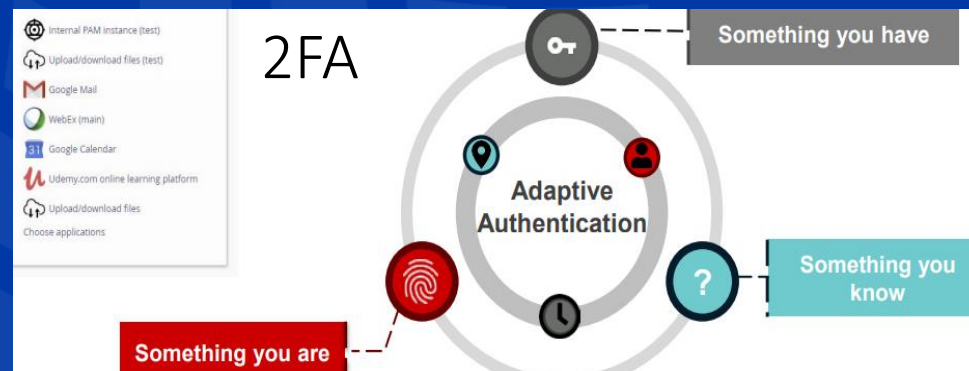 Internal PAM instance (test)
Upload/download files (test)
Google Mail
WebEx (main)
31
Google Calendar
Udemy.com online learning platform
Upload/download files
Choose applications
2FA
Something you have
Adaptive
Authentication
?
Something you
know
Something you are